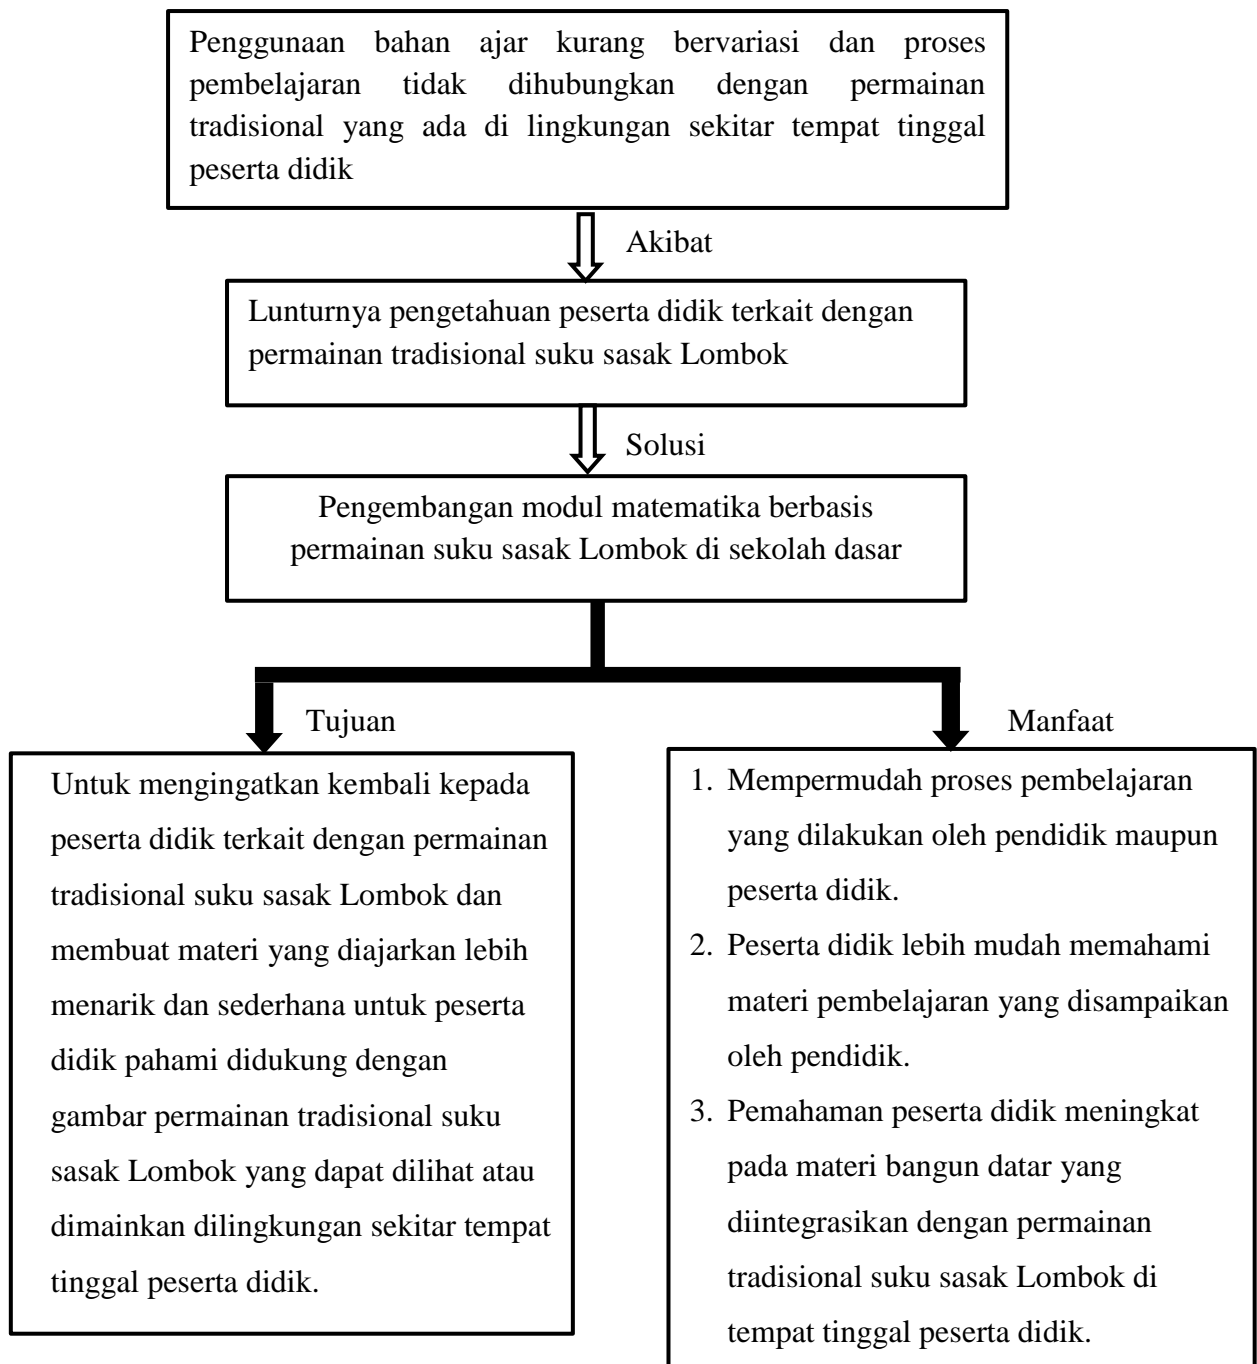 Penggunaan bahan ajar kurang bervariasi dan proses
pembelajaran tidak dihubungkan dengan permainan
tradisional yang ada di lingkungan sekitar tempat tinggal
peserta didik
Akibat
Lunturnya pengetahuan peserta didik terkait dengan
permainan tradisional suku sasak Lombok
Solusi
Pengembangan modul matematika berbasis
permainan suku sasak Lombok di sekolah dasar
Tujuan
Untuk mengingatkan kembali kepada
peserta didik terkait dengan permainan
tradisional suku sasak Lombok dan
membuat materi yang diajarkan lebih
menarik dan sederhana untuk peserta
didik pahami didukung dengan
gambar permainan tradisional suku
sasak Lombok yang dapat dilihat atau
dimainkan dilingkungan sekitar tempat
tinggal peserta didik.
Manfaat
1. Mempermudah proses pembelajaran
yang dilakukan oleh pendidik maupun
peserta didik.
2. Peserta didik lebih mudah memahami
materi pembelajaran yang disampaikan
oleh pendidik.
3. Pemahaman peserta didik meningkat
pada materi bangun datar yang
diintegrasikan dengan permainan
tradisional suku sasak Lombok di
tempat tinggal peserta didik.